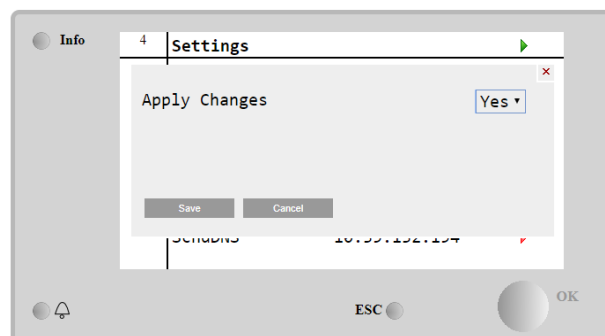 Info
4 Settings
Apply Changes Yes
Save Cancel
ESC
OK